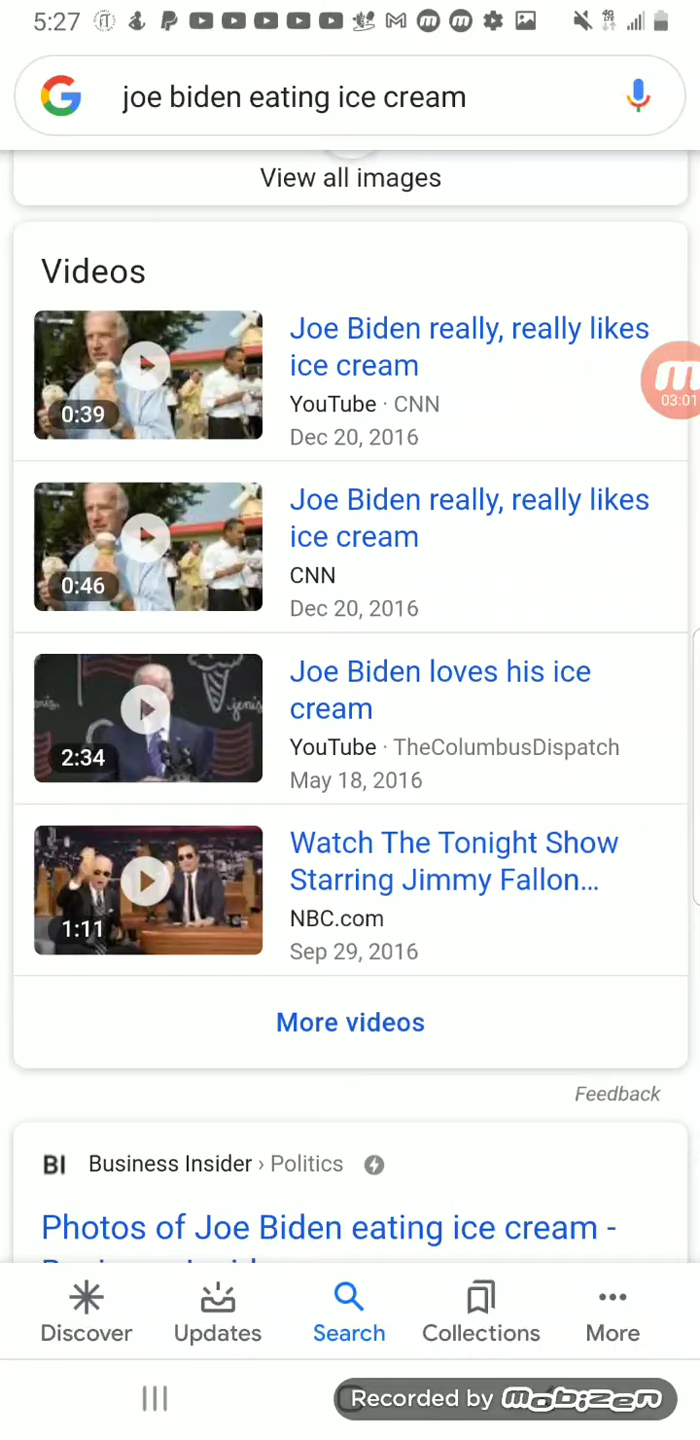 5:27
joe biden eating ice cream
View all images
Videos
Joe Biden really, really likes
ice cream
YouTube · CNN
Dec 20, 2016
0:39
03:01
Joe Biden really, really likes
ice cream
CNN
Dec 20, 2016
0:46
Joe Biden loves his ice
cream
YouTube · TheColumbusDispatch
May 18, 2016
jenis
2:34
Watch The Tonight Show
Starring Jimmy Fallon...
NBC.com
Sep 29, 2016
1:11
More videos
Feedback
BI Business Insider › Politics
Photos of Joe Biden eating ice cream -
Discover Updates Search Collections More
Recorded by mobizen